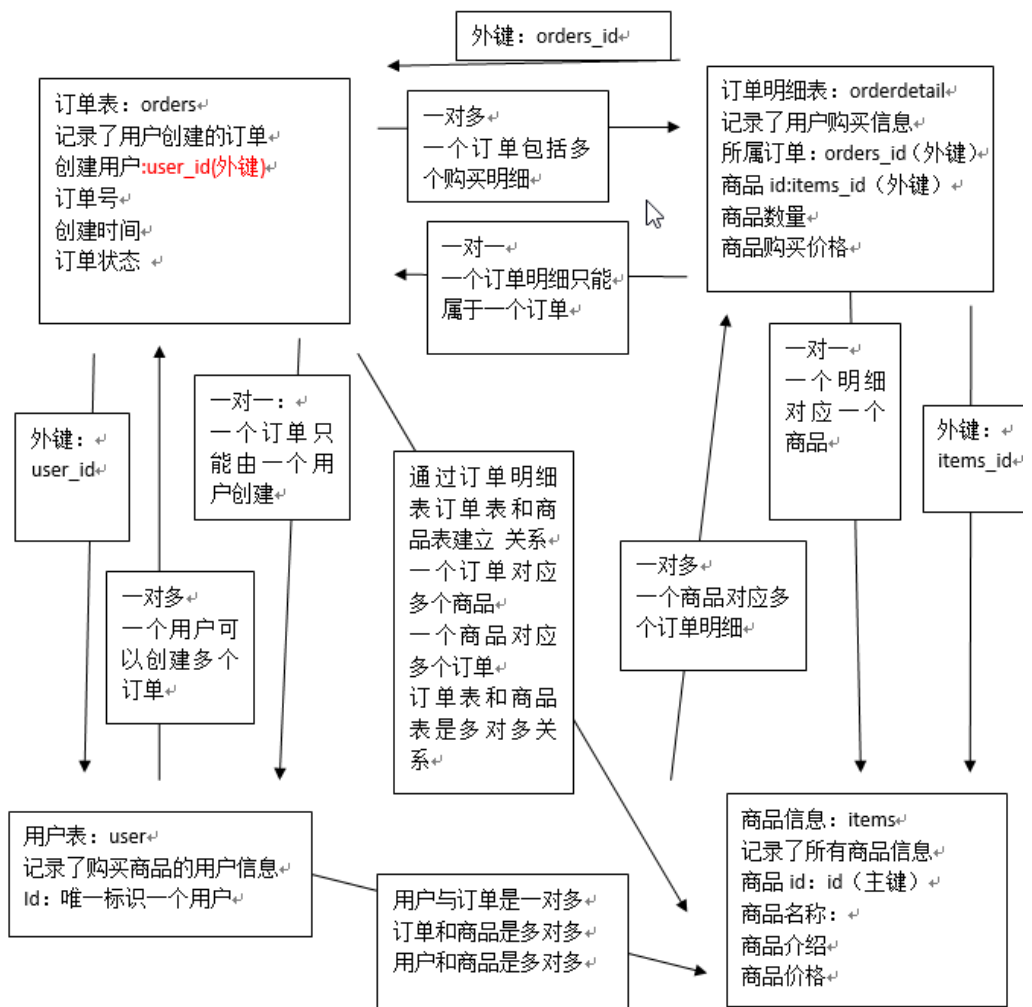 外键：orders_id
订单表：orders
记录了用户创建的订单
创建用户:user_id(外键)
订单号
创建时间
订单状态
一对多
一个订单包括多
个购买明细
订单明细表：orderdetail
记录了用户购买信息
所属订单：orders_id（外键）
商品 id:items_id（外键）
商品数量
商品购买价格
一对一
一个订单明细只能
属于一个订单
外键：
user_id
一对一：
一个订单只
能由一个用
户创建
一对多
一个用户可
以创建多个
订单
通过订单明细
表订单表和商
品表建立 关系
一个订单对应
多个商品
一个商品对应
多个订单
订单表和商品
表是多对多关
系
一对多
一个商品对应多
个订单明细
一对一
一个明细
对应一个
商品
外键：
items_id
用户表：user
记录了购买商品的用户信息
Id：唯一标识一个用户
用户与订单是一对多
订单和商品是多对多
用户和商品是多对多
商品信息：items
记录了所有商品信息
商品 id：id（主键）
商品名称：
商品介绍
商品价格